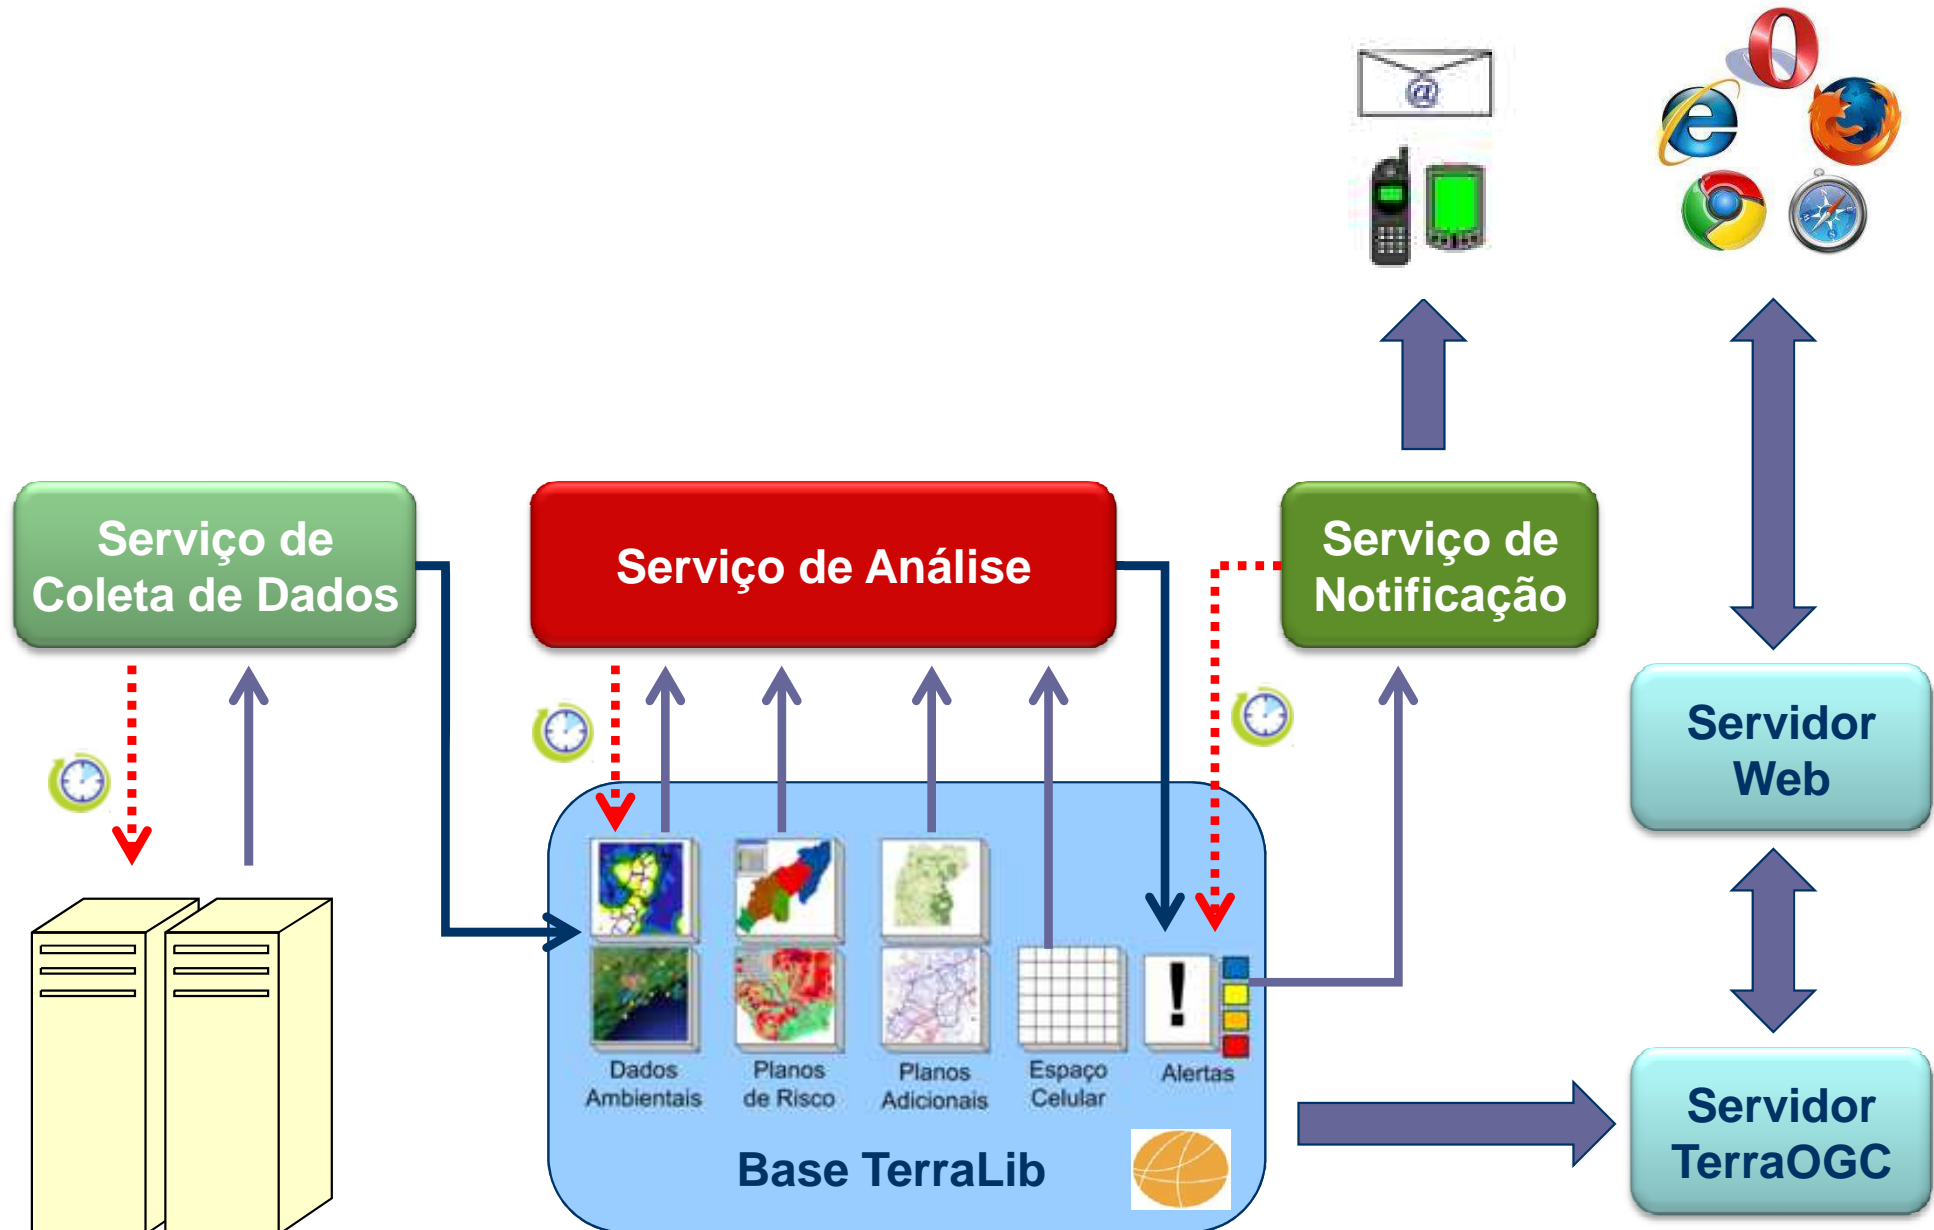 @
Serviço de
Coleta de Dados
Serviço de Análise
Serviço de
Notificação
Servidor
Web
!
Dados
Ambientais
Planos
de Risco
Planos
Adicionais
Espaço
Celular
Alertas
Base TerraLib
Servidor
TerraOGC